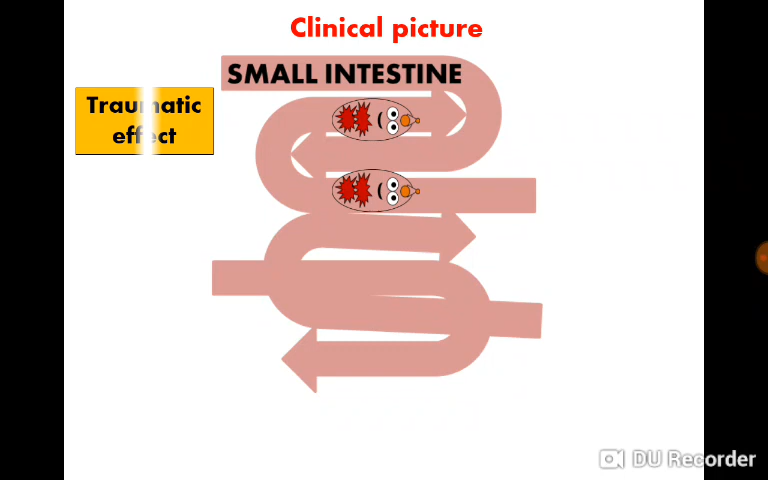 Clinical picture
SMALL INTESTINE
Traumatic
effect
DU Recorder